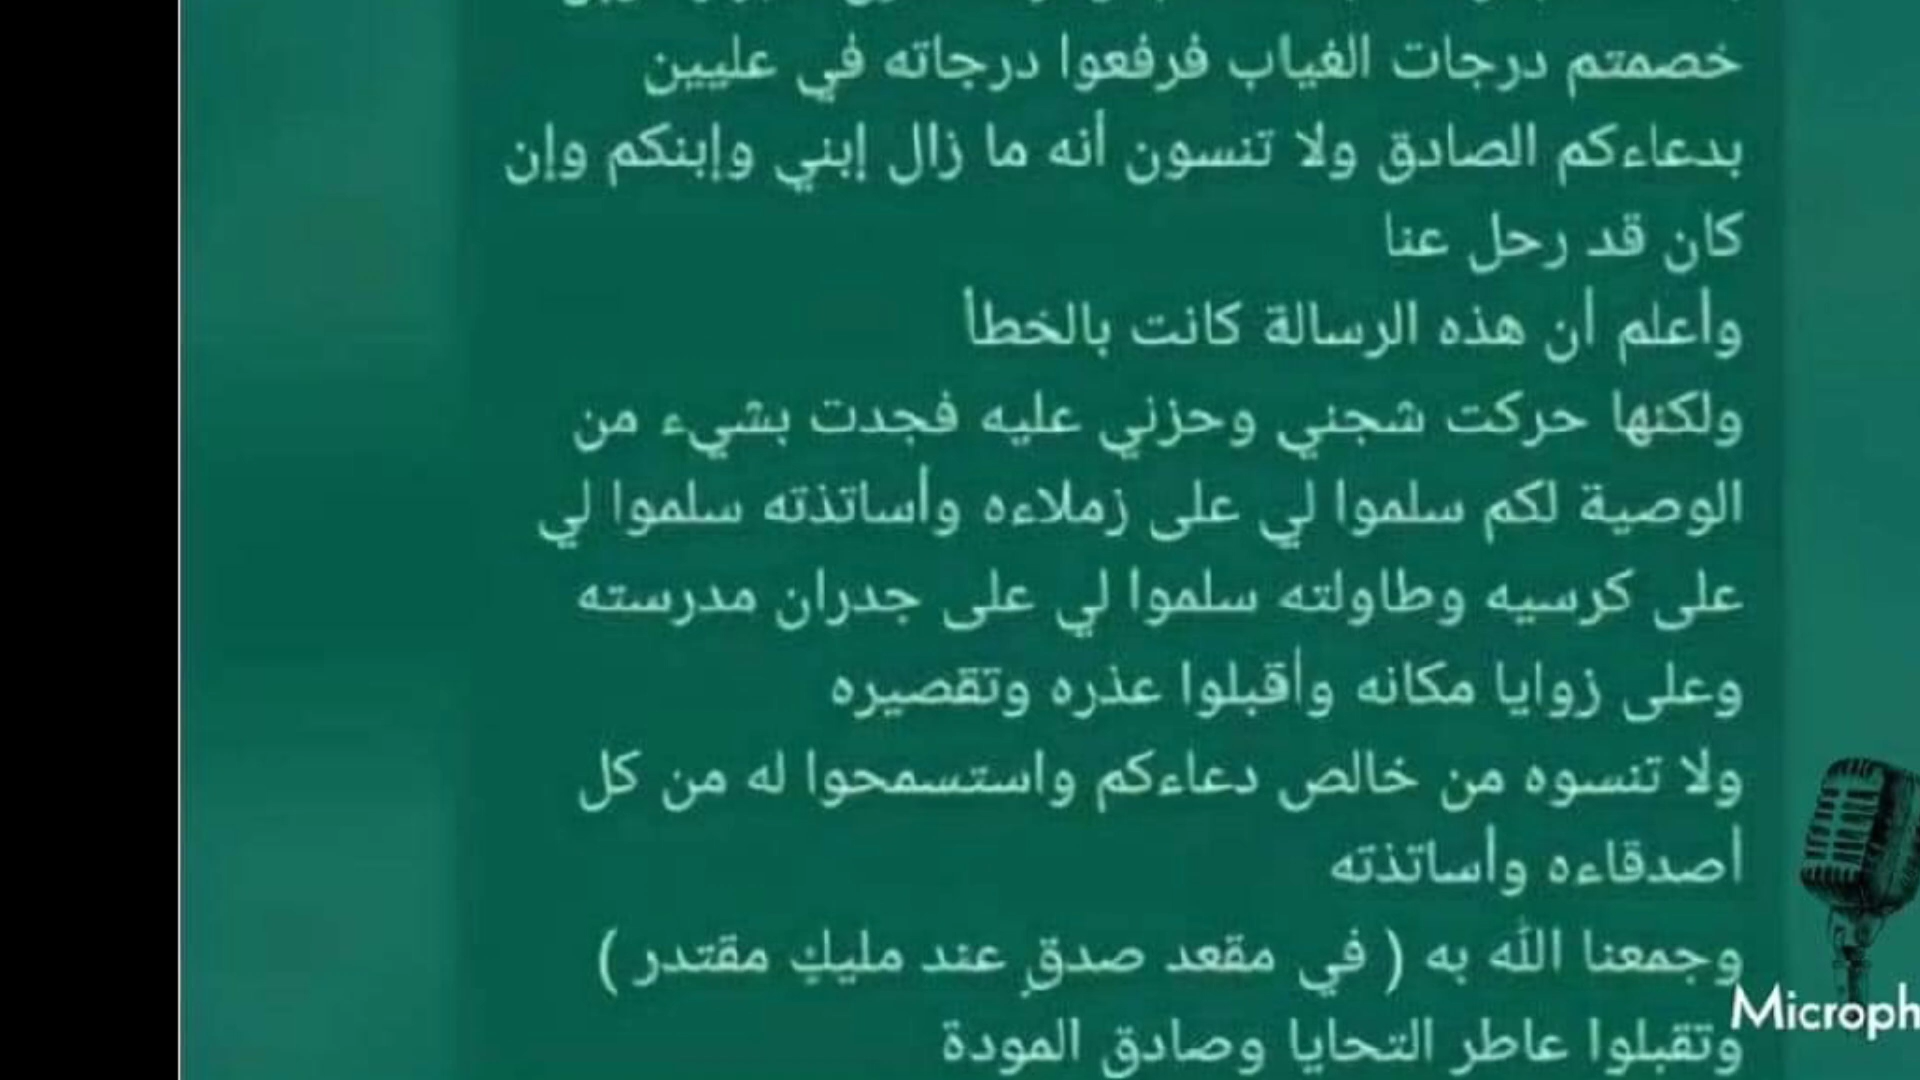 خصمتم درجات الغياب فرفعوا درجاته في عليين
بدعاءكم الصادق ولا تنسون أنه ما زال إبني وإبنكم وإن
كان قد رحل عنا
وأعلم أن هذه الرسالة كانت بالخطأ
ولكنها حركت شجني وحزني عليه فجدت بشيء من
الوصية لكم سلموا لي على زملاءه وأساتذته سلموا لي
على كرسيه وطاولته سلموا لي على جدران مدرسته
وعلى زوايا مكانه وأقبلوا عذره وتقصيره
ولا تنسوه من خالص دعاءكم واستسمحوا له من كل
أصدقاءه وأساتذته
وجمعنا الله به ( في مقعد صدقٍ عند مليكٍ مقتدر )
وتقبلوا عاطر التحايا وصادق المودة
Microph